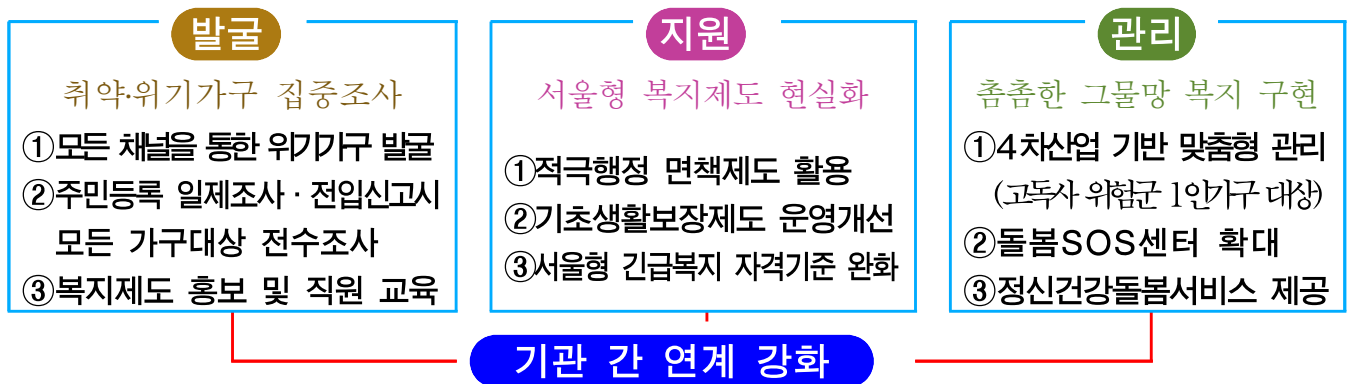 발굴
취약·위기가구 집중조사
①모든 채널을 통한 위기가구 발굴
②주민등록 일제조사 · 전입신고시
모든 가구대상 전수조사
③복지제도 홍보 및 직원 교육
지원
서울형 복지제도 현실화
①적극행정 면책제도 활용
②기초생활보장제도 운영개선
③서울형 긴급복지 자격기준 완화
관리
촘촘한 그물망 복지 구현
①4차산업 기반 맞춤형 관리
(고독사 위험군 1인가구 대상)
②돌봄SOS센터 확대
③정신건강돌봄서비스 제공
기관 간 연계 강화